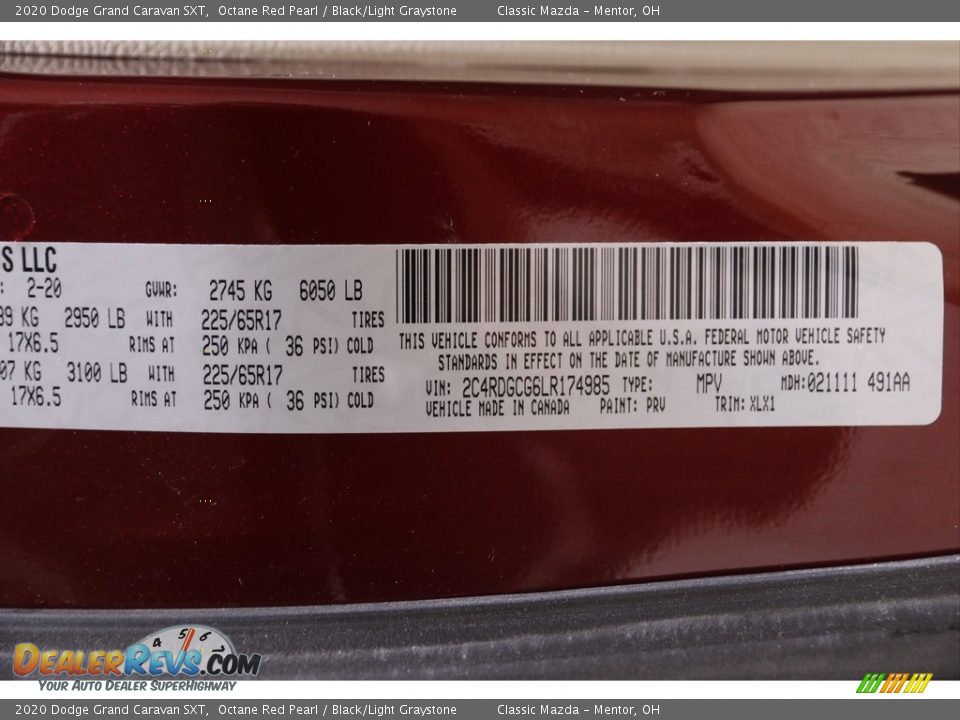 2020 Dodge Grand Caravan SXT, Octane Red Pearl / Black/Light Graystone Classic Mazda - Mentor, OH
S LLC
: 2-20 GVWR: 2745 KG 6050 LB
39 KG 2950 LB WITH 225/65R17 TIRES
17X6.5 RIMS AT 250 KPA ( 36 PSI) COLD
07 KG 3100 LB WITH 225/65R17 TIRES
17X6.5 RIMS AT 250 KPA ( 36 PSI) COLD
THIS VEHICLE CONFORMS TO ALL APPLICABLE U.S.A. FEDERAL MOTOR VEHICLE SAFETY
STANDARDS IN EFFECT ON THE DATE OF MANUFACTURE SHOWN ABOVE.
VIN: 2C4RDGCG6LR174985 TYPE: MPV MDH:021111 491AA
VEHICLE MADE IN CANADA PAINT: PRV TRIM: XLX1
4 5 6
DEALERREVS.COM
YOUR AUTO DEALER SUPERHIGHWAY
2020 Dodge Grand Caravan SXT, Octane Red Pearl / Black/Light Graystone Classic Mazda - Mentor, OH